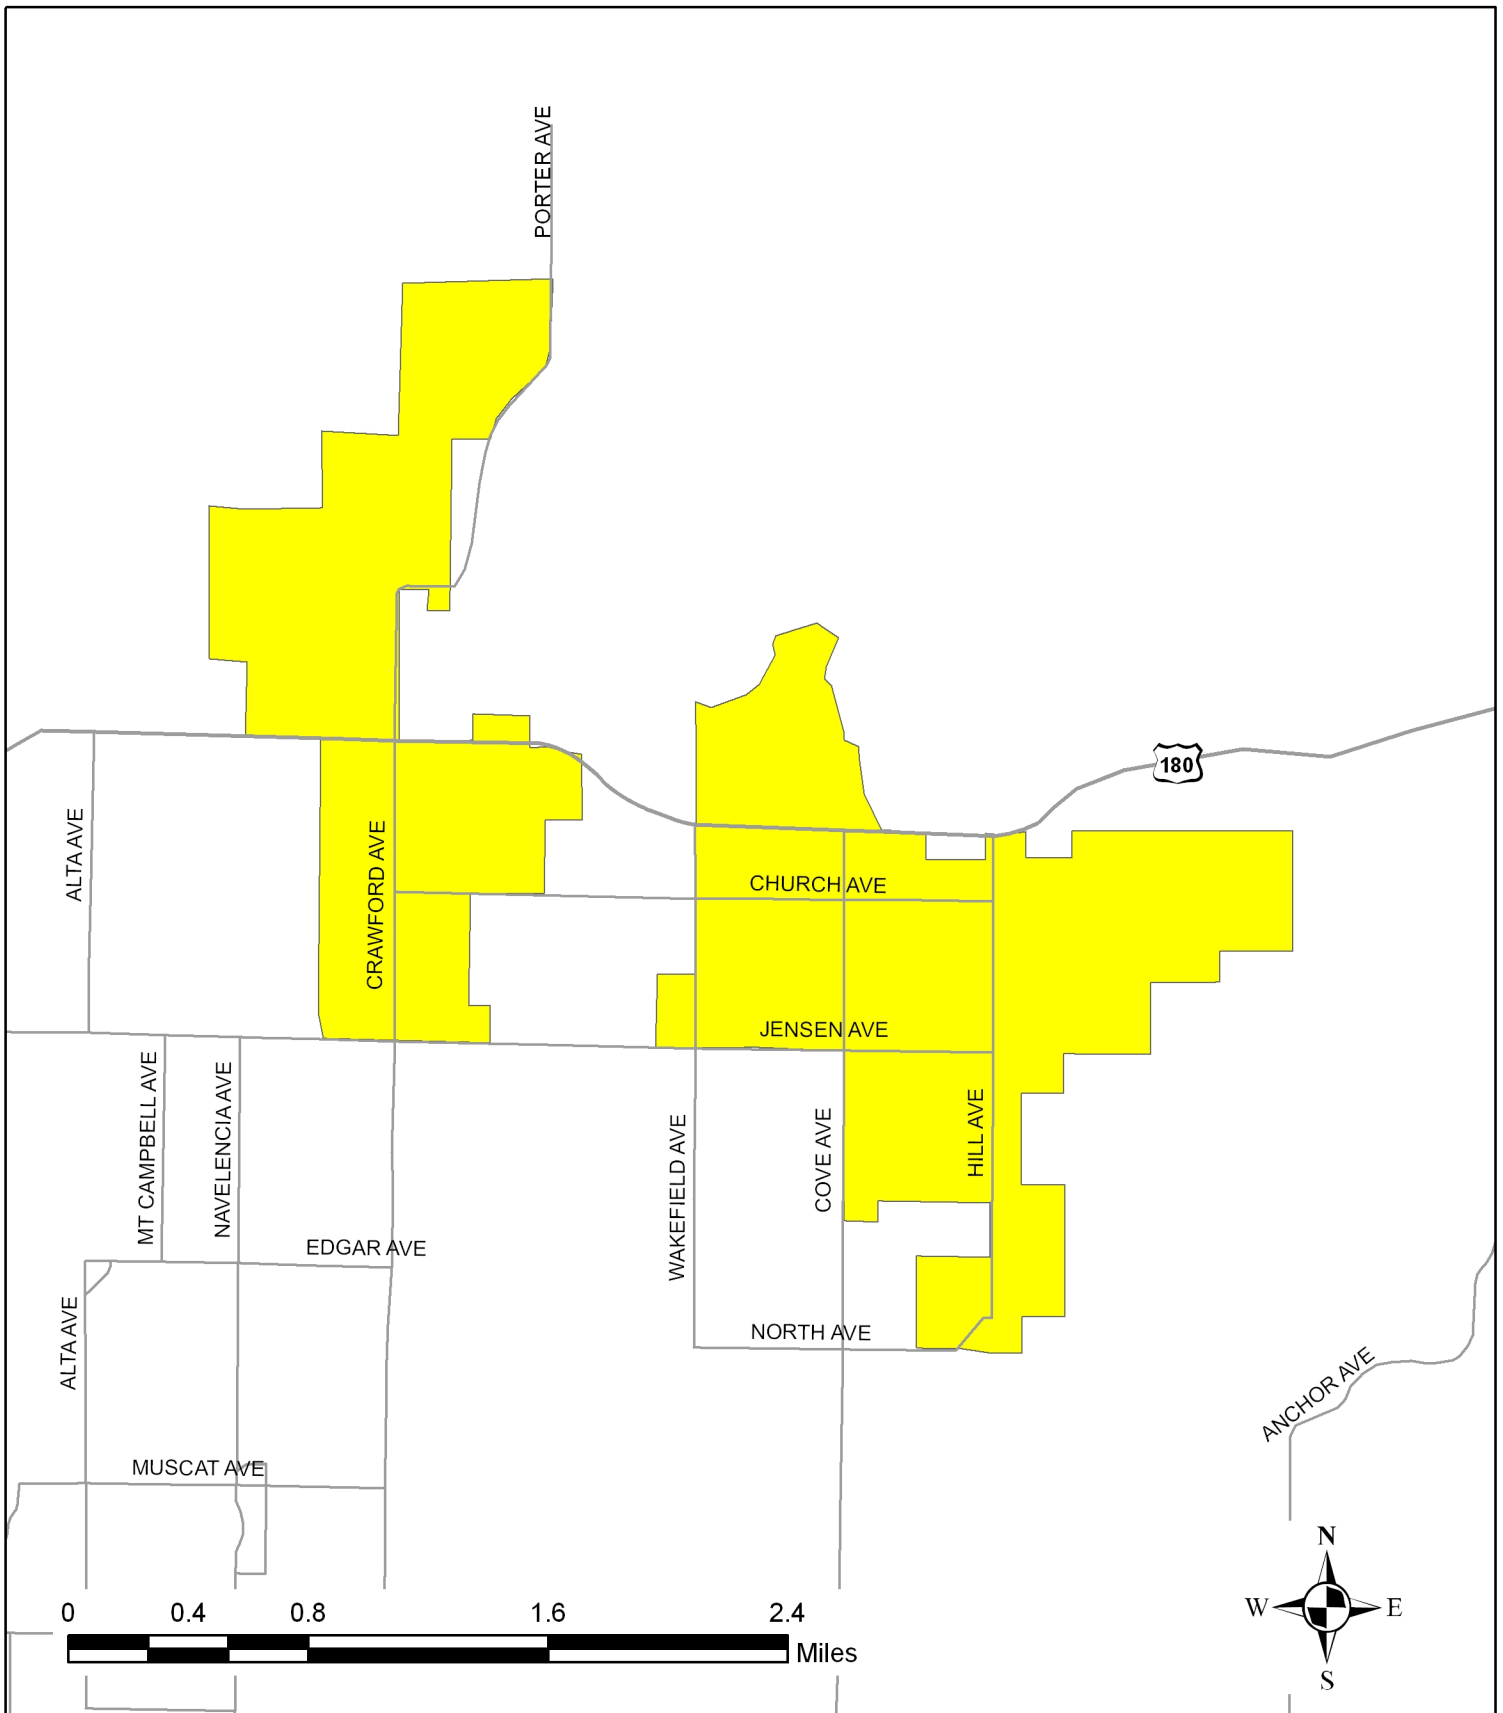 PORTER AVE
180
ALTA AVE
CRAWFORD AVE
CHURCH AVE
JENSEN AVE
MT CAMPBELL AVE
NAVELENCIA AVE
WAKEFIELD AVE
COVE AVE
HILL AVE
EDGAR AVE
ALTA AVE
NORTH AVE
ANCHOR AVE
MUSCAT AVE
N
W E
S
0 0.4 0.8 1.6 2.4
Miles